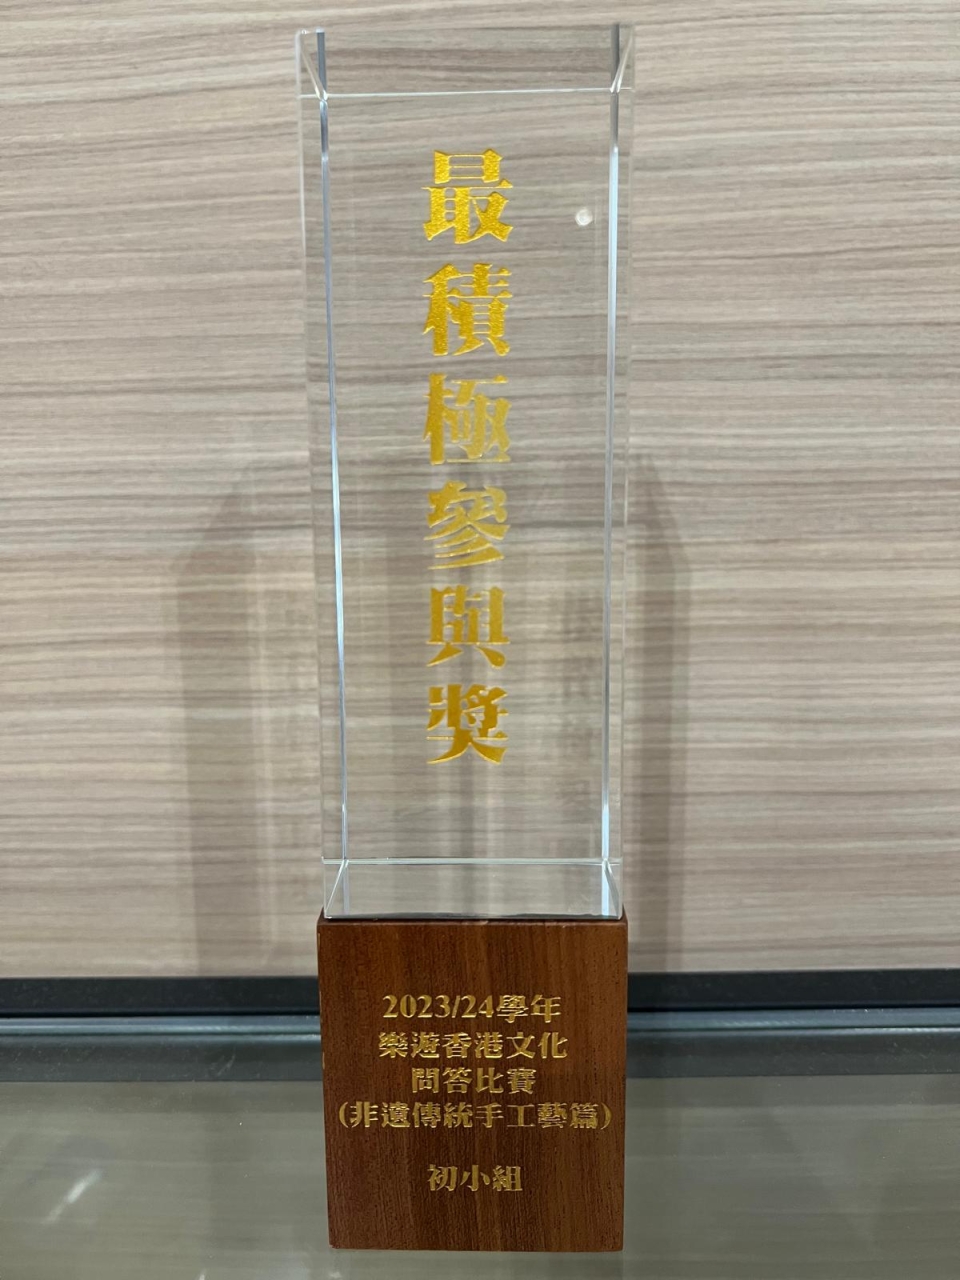 最積極參與獎
2023/24學年
樂遊香港文化
問答比賽
(非遺傳統手工藝篇)
初小組